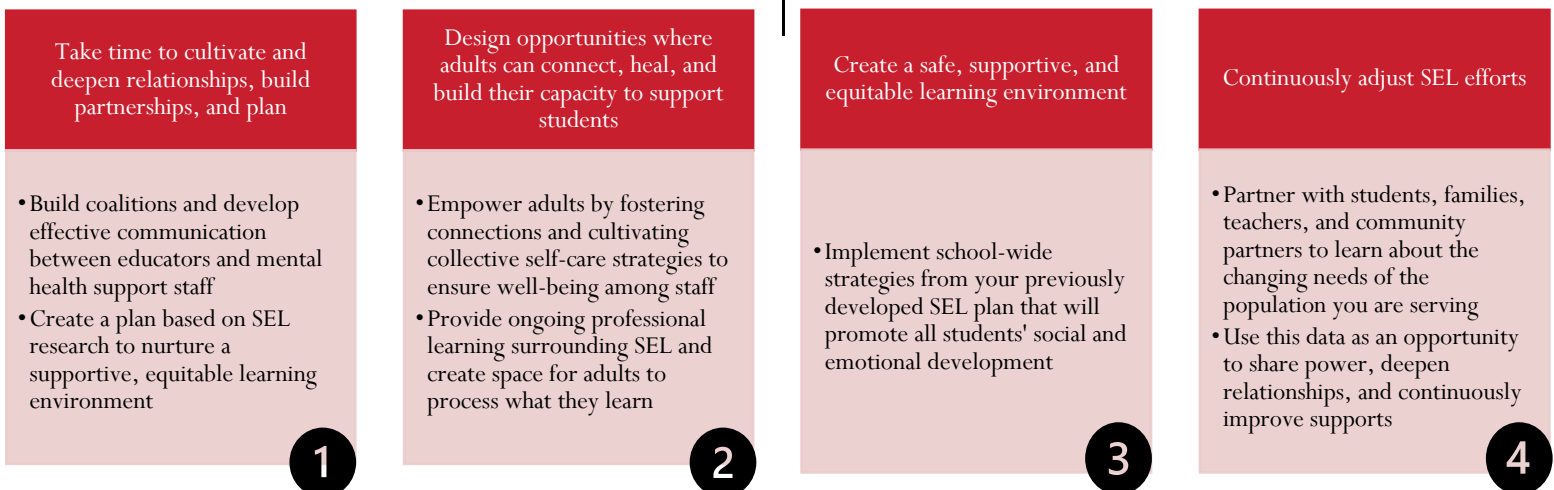 Take time to cultivate and
deepen relationships, build
partnerships, and plan
•Build coalitions and develop
effective communication
between educators and mental
health support staff
•Create a plan based on SEL
research to nurture a
supportive, equitable learning
environment
1
Design opportunities where
adults can connect, heal, and
build their capacity to support
students
•Empower adults by fostering
connections and cultivating
collective self-care strategies to
ensure well-being among staff
•Provide ongoing professional
learning surrounding SEL and
create space for adults to
process what they learn
2
Create a safe, supportive, and
equitable learning environment
•Implement school-wide
strategies from your previously
developed SEL plan that will
promote all students' social and
emotional development
3
Continuously adjust SEL efforts
•Partner with students, families,
teachers, and community
partners to learn about the
changing needs of the
population you are serving
•Use this data as an opportunity
to share power, deepen
relationships, and continuously
improve supports
4